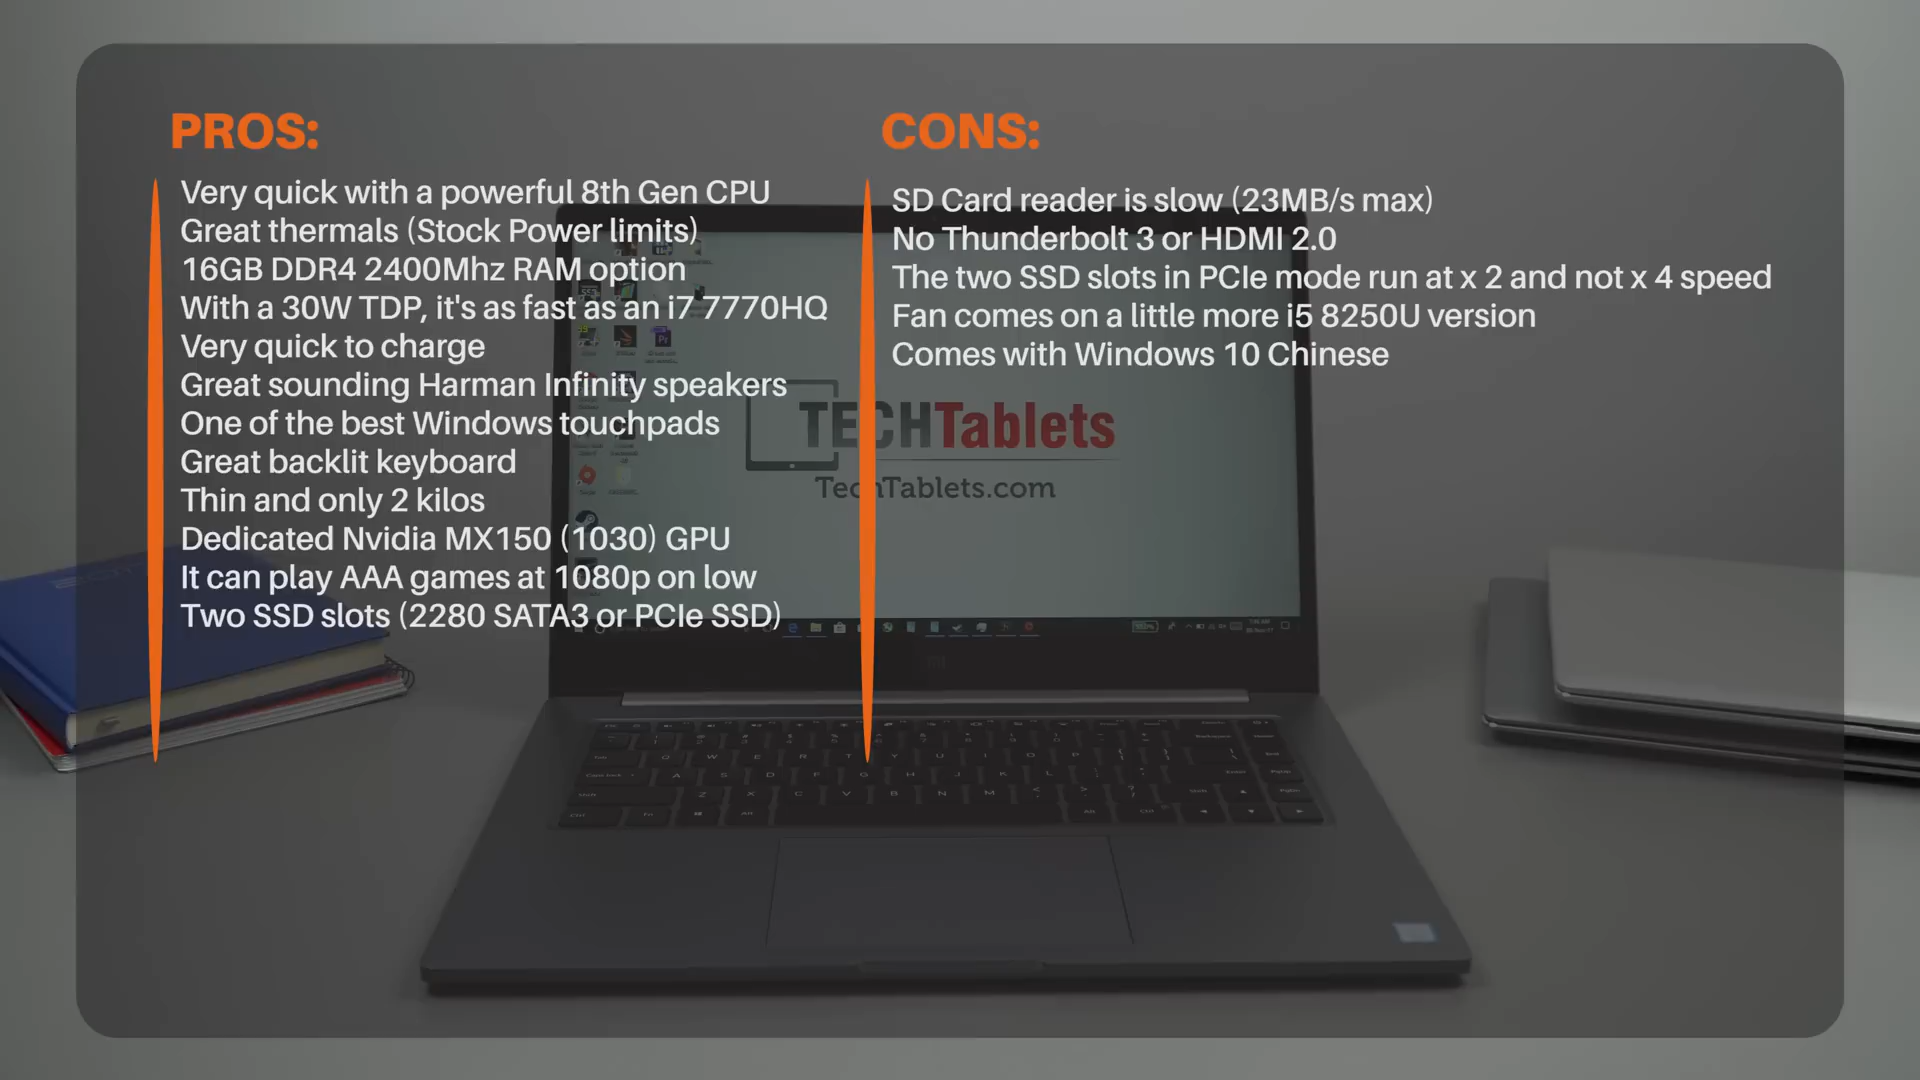 PROS:
Very quick with a powerful 8th Gen CPU
Great thermals (Stock Power limits)
16GB DDR4 2400Mhz RAM option
With a 30W TDP, it's as fast as an i7 7770HQ
Very quick to charge
Great sounding Harman Infinity speakers
One of the best Windows touchpads
Great backlit keyboard
Thin and only 2 kilos
Dedicated Nvidia MX150 (1030) GPU
It can play AAA games at 1080p on low
Two SSD slots (2280 SATA3 or PCIe SSD)
CONS:
SD Card reader is slow (23MB/s max)
No Thunderbolt 3 or HDMI 2.0
The two SSD slots in PCIe mode run at x 2 and not x 4 speed
Fan comes on a little more i5 8250U version
Comes with Windows 10 Chinese
TECHTablets
TechTablets.com